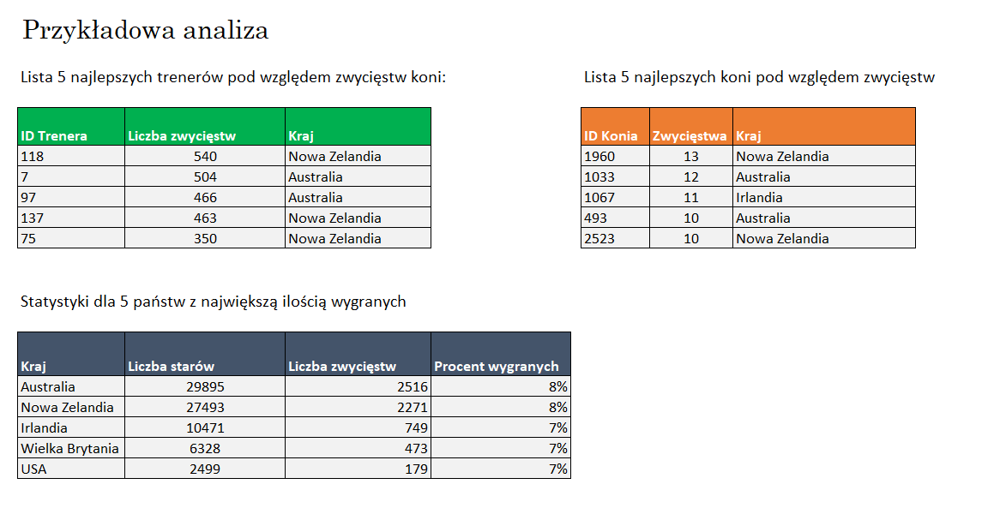 Przykładowa analiza
Lista 5 najlepszych trenerów pod względem zwycięstw koni:
ID Trenera Liczba zwycięstw Kraj
118 540 Nowa Zelandia
7 504 Australia
97 466 Australia
137 463 Nowa Zelandia
75 350 Nowa Zelandia
Lista 5 najlepszych koni pod względem zwycięstw
ID Konia Zwycięstwa Kraj
1960 13 Nowa Zelandia
1033 12 Australia
1067 11 Irlandia
493 10 Australia
2523 10 Nowa Zelandia
Statystyki dla 5 państw z największą ilością wygranych
Kraj Liczba starów Liczba zwycięstw Procent wygranych
Australia 29895 2516 8%
Nowa Zelandia 27493 2271 8%
Irlandia 10471 749 7%
Wielka Brytania 6328 473 7%
USA 2499 179 7%